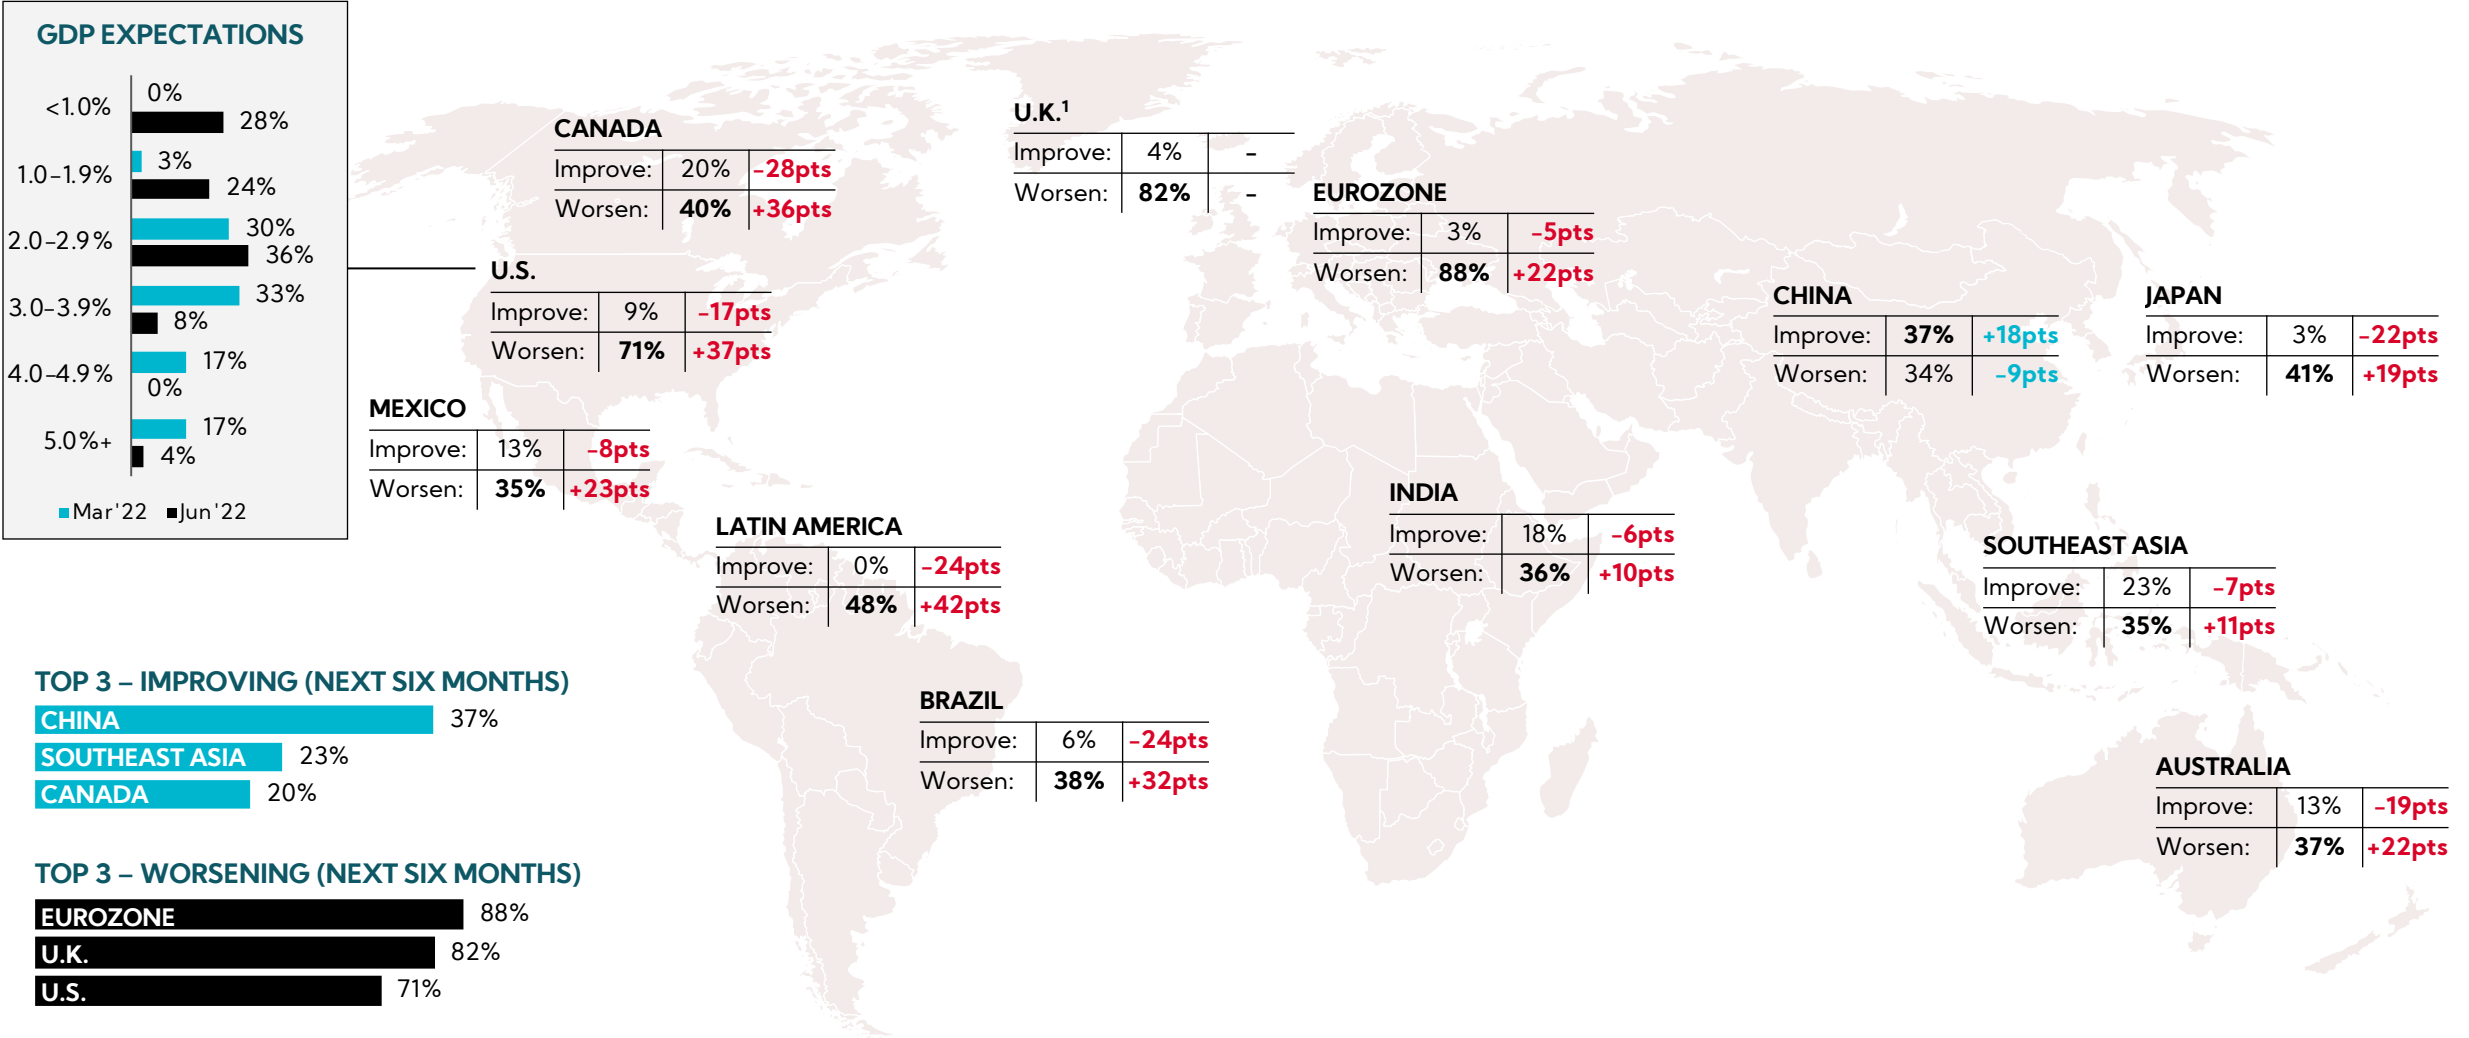 GDP EXPECTATIONS
<1.0% 0%
28%
1.0–1.9% 3%
24%
2.0–2.9% 30%
36%
3.0–3.9% 33%
8%
4.0–4.9% 17%
0%
5.0%+ 17%
4%
Mar'22 Jun'22
CANADA
Improve: 20% -28pts
Worsen: 40% +36pts
U.S.
Improve: 9% -17pts
Worsen: 71% +37pts
MEXICO
Improve: 13% -8pts
Worsen: 35% +23pts
LATIN AMERICA
Improve: 0% -24pts
Worsen: 48% +42pts
BRAZIL
Improve: 6% -24pts
Worsen: 38% +32pts
U.K.¹
Improve: 4% -
Worsen: 82% -
EUROZONE
Improve: 3% -5pts
Worsen: 88% +22pts
INDIA
Improve: 18% -6pts
Worsen: 36% +10pts
CHINA
Improve: 37% +18pts
Worsen: 34% -9pts
JAPAN
Improve: 3% -22pts
Worsen: 41% +19pts
SOUTHEAST ASIA
Improve: 23% -7pts
Worsen: 35% +11pts
AUSTRALIA
Improve: 13% -19pts
Worsen: 37% +22pts
TOP 3 – IMPROVING (NEXT SIX MONTHS)
CHINA 37%
SOUTHEAST ASIA 23%
CANADA 20%
TOP 3 – WORSENING (NEXT SIX MONTHS)
EUROZONE 88%
U.K. 82%
U.S. 71%